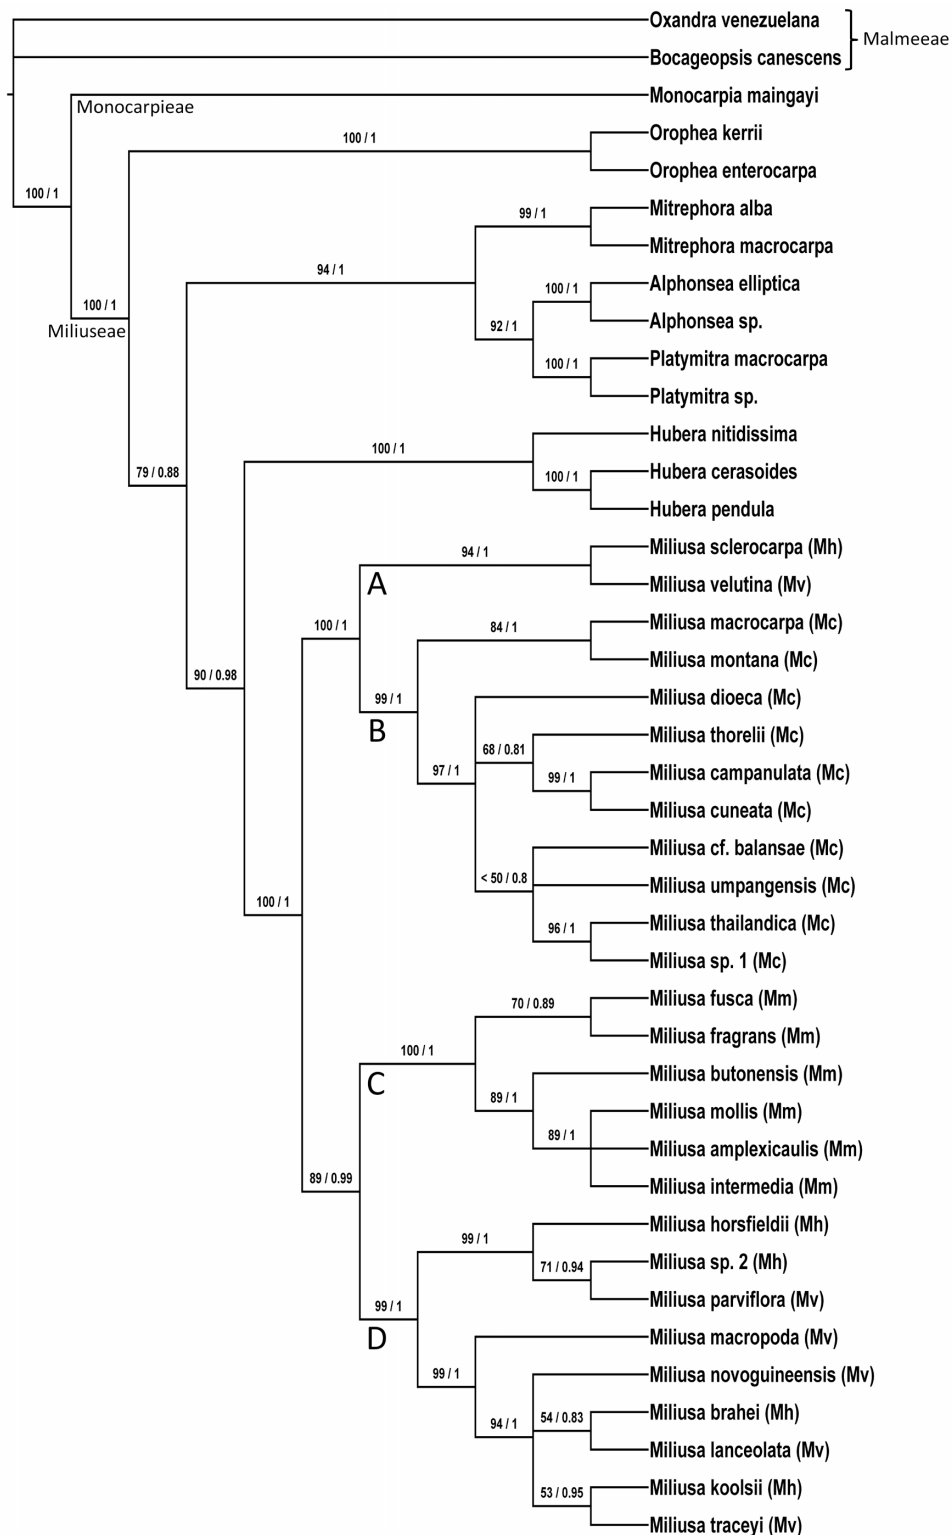 Oxandra venezuelana
Malmeeae
Bocageopsis canescens
Monocarpia maingayi
Monocarpieae
Orophea kerrii
100 / 1
Orophea enterocarpa
100 / 1
Mitrephora alba
99 / 1
Mitrephora macrocarpa
94 / 1
Alphonsea elliptica
100 / 1
100 / 1
Alphonsea sp.
92 / 1
Miliuseae
Platymitra macrocarpa
100 / 1
Platymitra sp.
Hubera nitidissima
100 / 1
Hubera cerasoides
79 / 0.88
100 / 1
Hubera pendula
Miliusa sclerocarpa (Mh)
94 / 1
A
Miliusa velutina (Mv)
Miliusa macrocarpa (Mc)
100 / 1
84 / 1
Miliusa montana (Mc)
90 / 0.98
99 / 1
Miliusa dioeca (Mc)
B
Miliusa thorelii (Mc)
68 / 0.81
97 / 1
Miliusa campanulata (Mc)
99 / 1
Miliusa cuneata (Mc)
Miliusa cf. balansae (Mc)
< 50 / 0.8
Miliusa umpangensis (Mc)
100 / 1
Miliusa thailandica (Mc)
96 / 1
Miliusa sp. 1 (Mc)
Miliusa fusca (Mm)
70 / 0.89
Miliusa fragrans (Mm)
100 / 1
C
Miliusa butonensis (Mm)
89 / 1
Miliusa mollis (Mm)
89 / 1
Miliusa amplexicaulis (Mm)
89 / 0.99
Miliusa intermedia (Mm)
Miliusa horsfieldii (Mh)
99 / 1
Miliusa sp. 2 (Mh)
71 / 0.94
Miliusa parviflora (Mv)
99 / 1
D
Miliusa macropoda (Mv)
99 / 1
Miliusa novoguineensis (Mv)
Miliusa brahei (Mh)
94 / 1
54 / 0.83
Miliusa lanceolata (Mv)
Miliusa koolsii (Mh)
53 / 0.95
Miliusa traceyi (Mv)